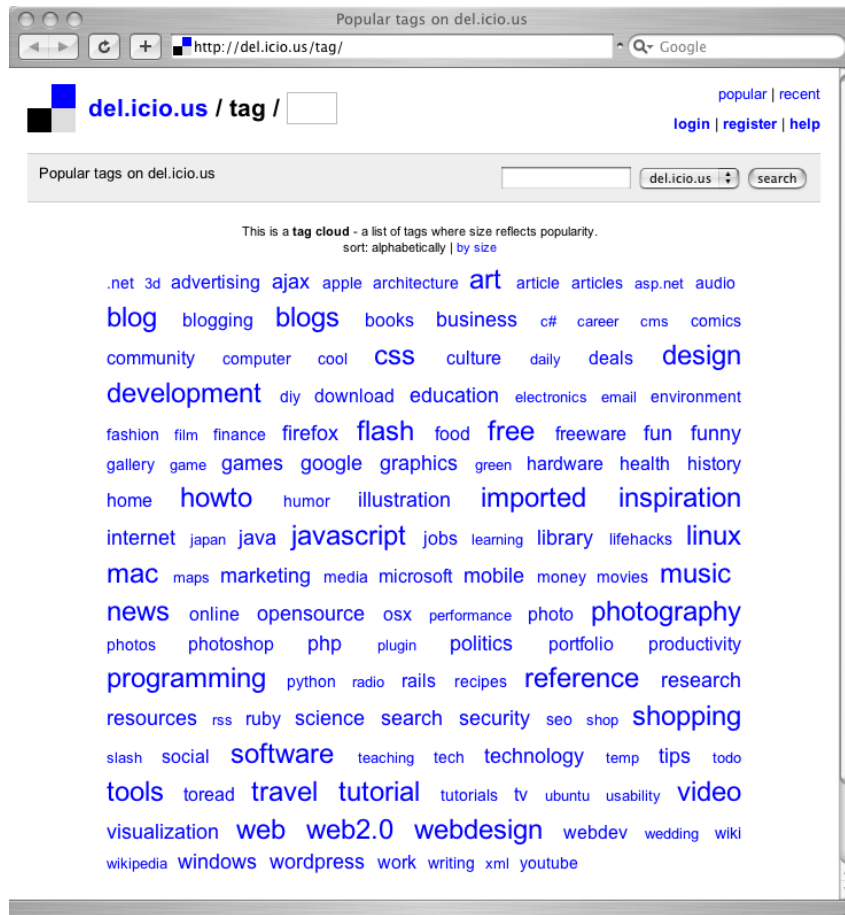 Popular tags on del.icio.us
http://del.icio.us/tag/
Google
del.icio.us / tag /
popular | recent
login | register | help
Popular tags on del.icio.us
del.icio.us
search
This is a tag cloud - a list of tags where size reflects popularity.
sort: alphabetically | by size
.net 3d advertising ajax apple architecture art article articles asp.net audio
blog blogging blogs books business c# career cms comics
community computer cool css culture daily deals design
development diy download education electronics email environment
fashion film finance firefox flash food free freeware fun funny
gallery game games google graphics green hardware health history
home howto humor illustration imported inspiration
internet japan java javascript jobs learning library lifehacks linux
mac maps marketing media microsoft mobile money movies music
news online opensource osx performance photo photography
photos photoshop php plugin politics portfolio productivity
programming python radio rails recipes reference research
resources rss ruby science search security seo shop shopping
slash social software teaching tech technology temp tips todo
tools toread travel tutorial tutorials tv ubuntu usability video
visualization web web2.0 webdesign webdev wedding wiki
wikipedia windows wordpress work writing xml youtube